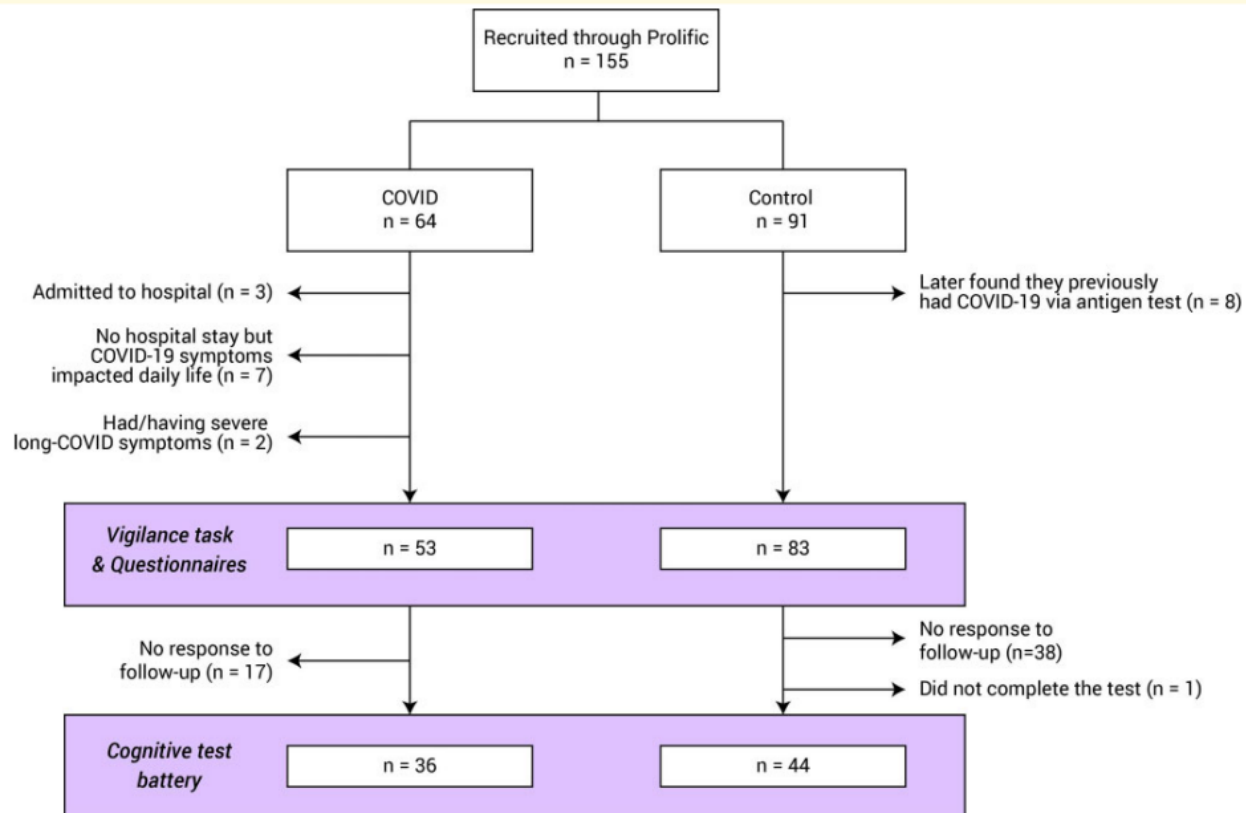 Recruited through Prolific
n = 155
COVID
n = 64
Control
n = 91
Admitted to hospital (n = 3)
Later found they previously
had COVID-19 via antigen test (n = 8)
No hospital stay but
COVID-19 symptoms
impacted daily life (n = 7)
Had/having severe
long-COVID symptoms (n = 2)
Vigilance task
& Questionnaires
n = 53
n = 83
No response to
follow-up (n = 17)
No response to
follow-up (n=38)
Did not complete the test (n = 1)
Cognitive test
battery
n = 36
n = 44